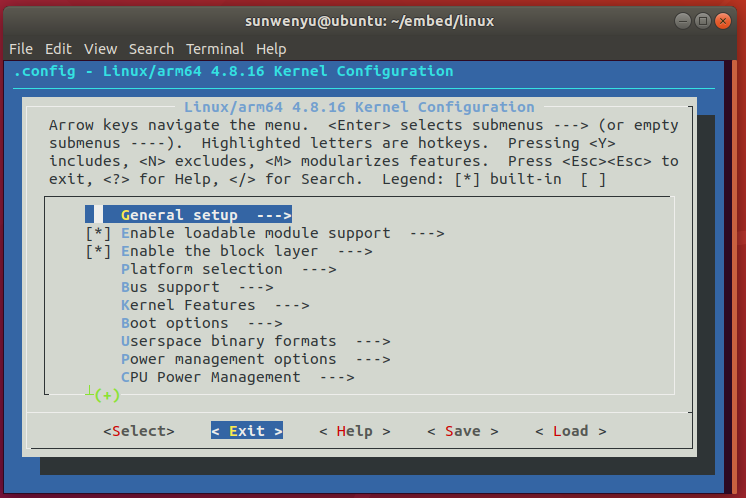 sunwenyu@ubuntu: ~/embed/linux
File Edit View Search Terminal Help
.config - Linux/arm64 4.8.16 Kernel Configuration
Linux/arm64 4.8.16 Kernel Configuration
Arrow keys navigate the menu.  <Enter> selects submenus ---> (or empty
submenus ----).  Highlighted letters are hotkeys.  Pressing <Y>
includes, <N> excludes, <M> modularizes features.  Press <Esc><Esc> to
exit, <?> for Help, </> for Search.  Legend: [*] built-in  [ ]
General setup  --->
[*] Enable loadable module support  --->
[*] Enable the block layer  --->
Platform selection  --->
Bus support  --->
Kernel Features  --->
Boot options  --->
Userspace binary formats  --->
Power management options  --->
CPU Power Management  --->
┴(+)
<Select>    < Exit >    < Help >    < Save >    < Load >